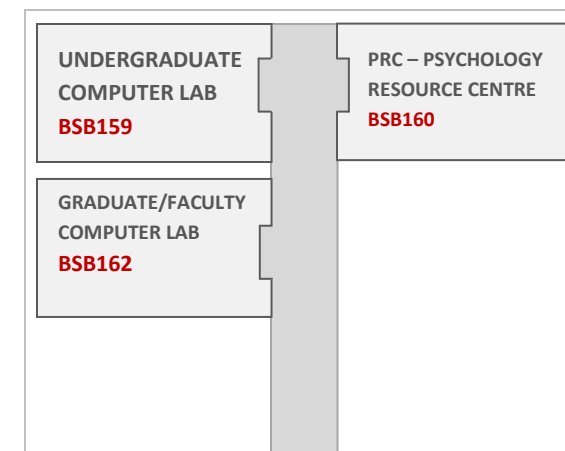 UNDERGRADUATE
COMPUTER LAB
BSB159
PRC – PSYCHOLOGY
RESOURCE CENTRE
BSB160
GRADUATE/FACULTY
COMPUTER LAB
BSB162